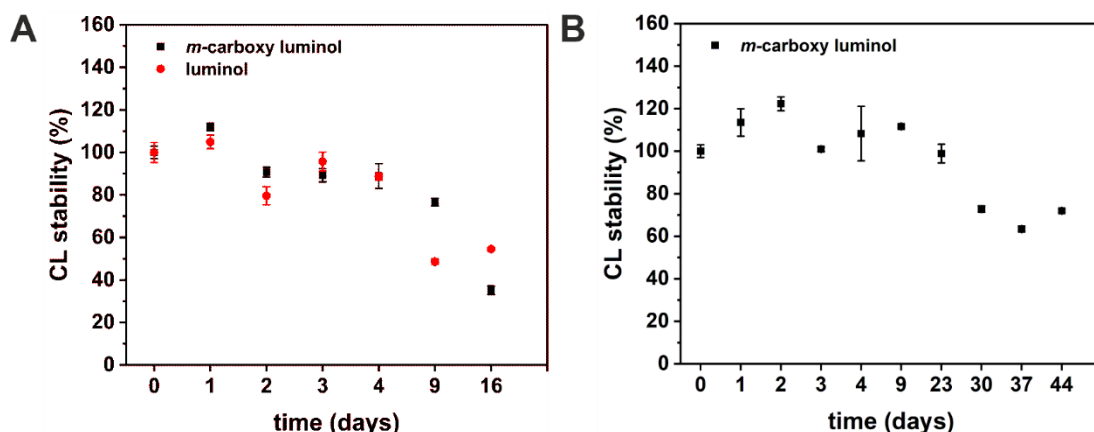 A
160
140
120
100
80
60
40
20
0
CL stability (%)
m-carboxy luminol
luminol
0 1 2 3 4 9 16
time (days)
B
160
140
120
100
80
60
40
20
0
CL stability (%)
m-carboxy luminol
0 1 2 3 4 9 23 30 37 44
time (days)